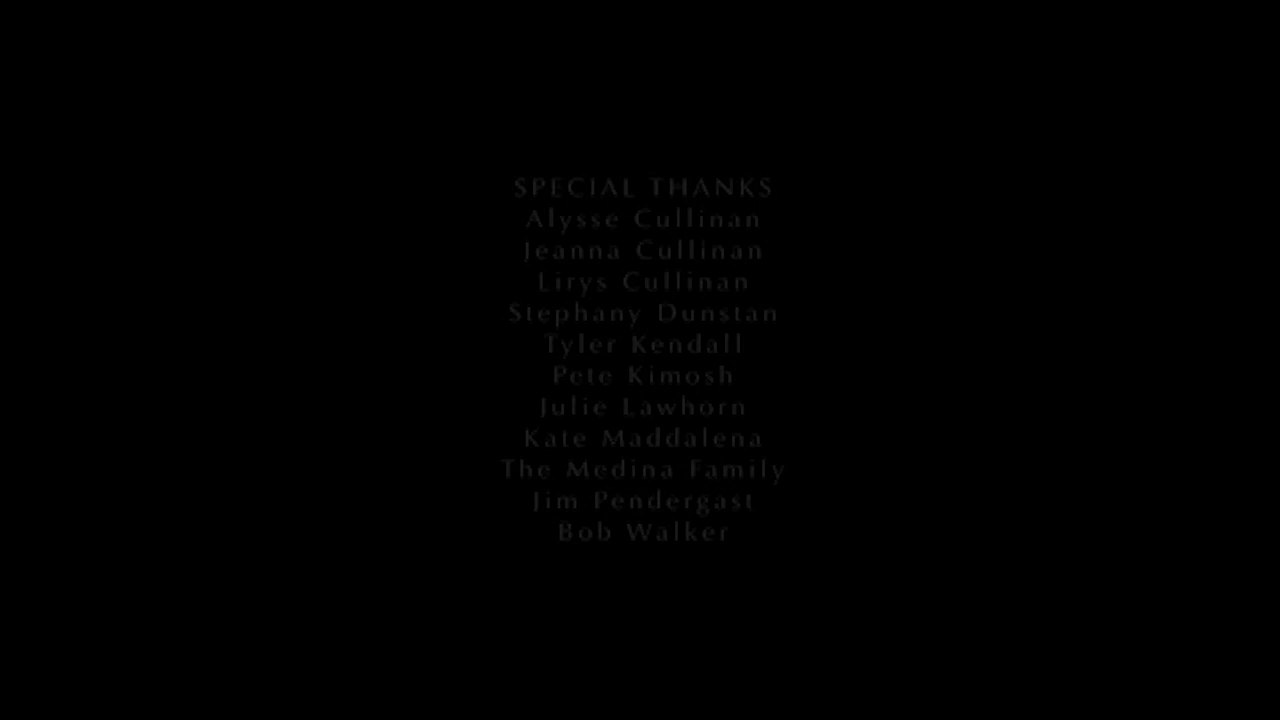 SPECIAL THANKS
Alysse Cullinan
Jeanna Cullinan
Lirys Cullinan
Stephany Dunstan
Tyler Kendall
Pete Kimosh
Julie Lawhorn
Kate Maddalena
The Medina Family
Jim Pendergast
Bob Walker